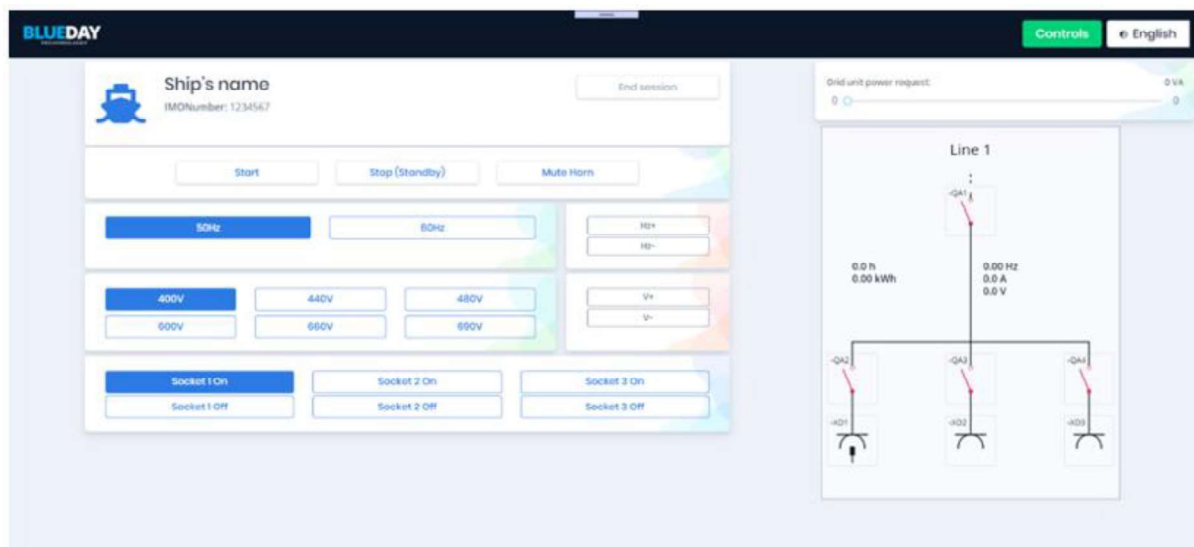 BLUEDAY
Controls
English
Ship's name
IMONumber: 1234567
End session
Start
Stop (Standby)
Mute Horn
50Hz
60Hz
Hz+
Hz-
400V
440V
480V
600V
660V
690V
V+
V-
Socket 1 On
Socket 2 On
Socket 3 On
Socket 1 Off
Socket 2 Off
Socket 3 Off
Grid unit power request:
0 VA
0
0
Line 1
-QA1
0.0 h
0.00 kWh
0.00 Hz
0.0 A
0.0 V
-QA2
-QA3
-QA4
-XD1
-XD2
-XD3